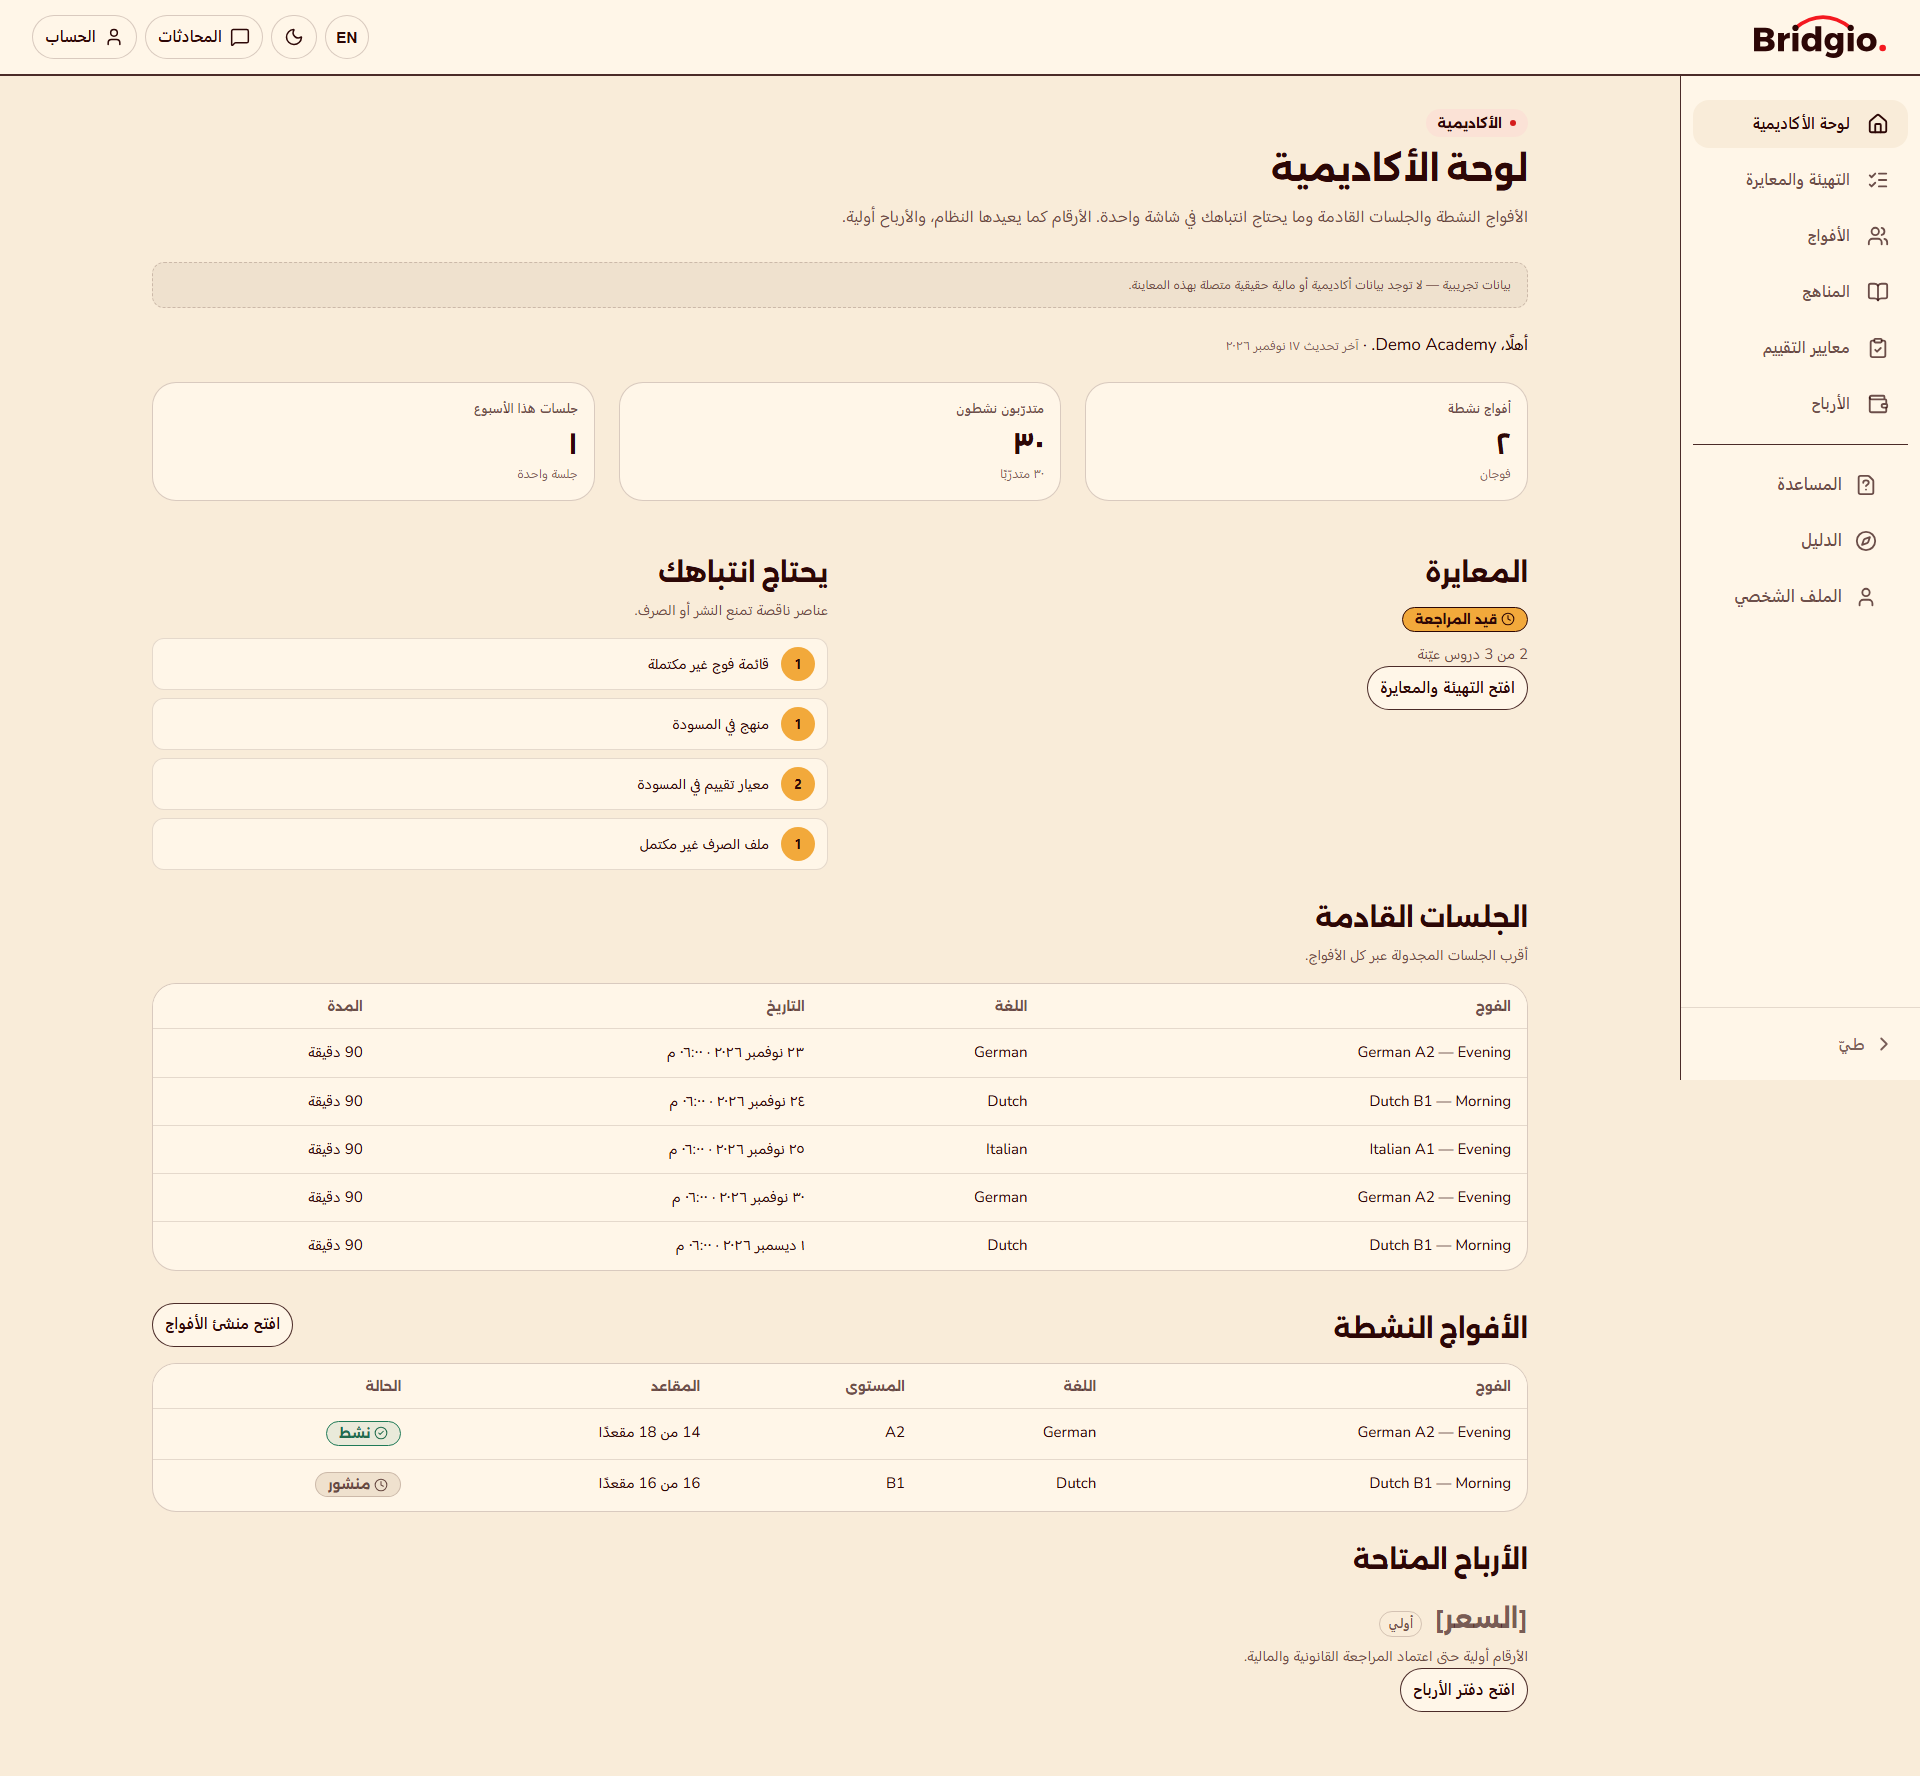 Bridgio.
EN
المحادثات
الحساب
لوحة الأكاديمية
التهيئة والمعايرة
الأفواج
المناهج
معايير التقييم
الأرباح
المساعدة
الدليل
الملف الشخصي
طيّ
الأكاديمية
لوحة الأكاديمية
الأفواج النشطة والجلسات القادمة وما يحتاج انتباهك في شاشة واحدة. الأرقام كما يعيدها النظام، والأرباح أولية.
بيانات تجريبية — لا توجد بيانات أكاديمية أو مالية حقيقية متصلة بهذه المعاينة.
أهلًا، Demo Academy. · آخر تحديث ١٧ نوفمبر ٢٠٢٦
أفواج نشطة
٢
فوجان
متدرّبون نشطون
٣٠
٣٠ متدرّبًا
جلسات هذا الأسبوع
١
جلسة واحدة
المعايرة
قيد المراجعة
2 من 3 دروس عيّنة
افتح التهيئة والمعايرة
يحتاج انتباهك
عناصر ناقصة تمنع النشر أو الصرف.
1 قائمة فوج غير مكتملة
1 منهج في المسودة
2 معيار تقييم في المسودة
1 ملف الصرف غير مكتمل
الجلسات القادمة
أقرب الجلسات المجدولة عبر كل الأفواج.
الفوج اللغة التاريخ المدة
German A2 — Evening German ٢٣ نوفمبر ٢٠٢٦ · ٠٦:٠٠ م 90 دقيقة
Dutch B1 — Morning Dutch ٢٤ نوفمبر ٢٠٢٦ · ٠٦:٠٠ م 90 دقيقة
Italian A1 — Evening Italian ٢٥ نوفمبر ٢٠٢٦ · ٠٦:٠٠ م 90 دقيقة
German A2 — Evening German ٣٠ نوفمبر ٢٠٢٦ · ٠٦:٠٠ م 90 دقيقة
Dutch B1 — Morning Dutch ١ ديسمبر ٢٠٢٦ · ٠٦:٠٠ م 90 دقيقة
الأفواج النشطة
افتح منشئ الأفواج
الفوج اللغة المستوى المقاعد الحالة
German A2 — Evening German A2 14 من 18 مقعدًا نشط
Dutch B1 — Morning Dutch B1 16 من 16 مقعدًا منشور
الأرباح المتاحة
[السعر] أولي
الأرقام أولية حتى اعتماد المراجعة القانونية والمالية.
افتح دفتر الأرباح